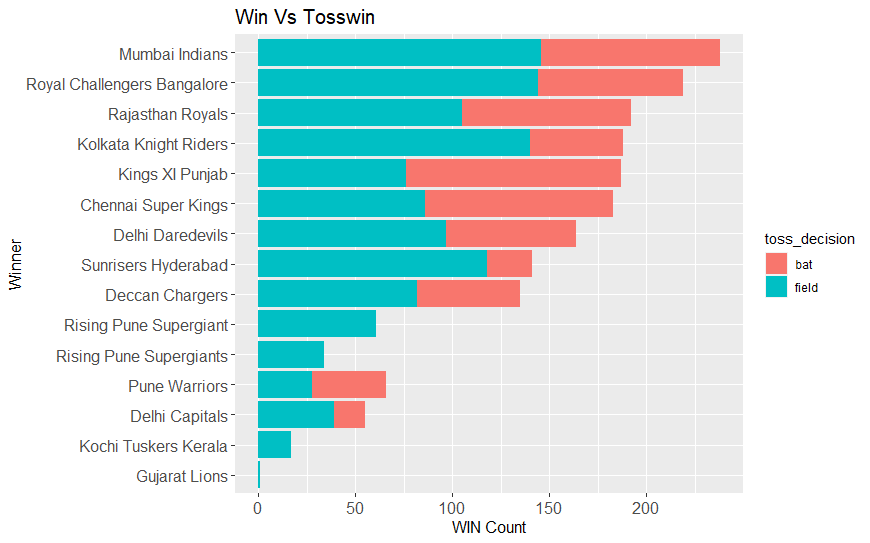 Win Vs Tosswin
Winner
Mumbai Indians
Royal Challengers Bangalore
Rajasthan Royals
Kolkata Knight Riders
Kings XI Punjab
Chennai Super Kings
Delhi Daredevils
Sunrisers Hyderabad
Deccan Chargers
Rising Pune Supergiant
Rising Pune Supergiants
Pune Warriors
Delhi Capitals
Kochi Tuskers Kerala
Gujarat Lions
0 50 100 150 200
WIN Count
toss_decision
bat
field